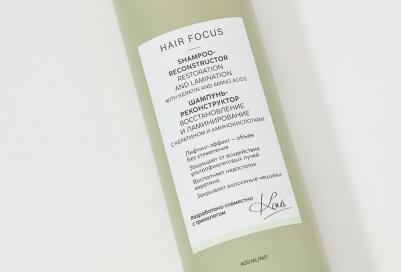 HAIR FOCUS
SHAMPOO-
RECONSTRUCTOR
RESTORATION
AND LAMINATION
WITH KERATIN AND AMINO ACIDS
ШАМПУНЬ-
РЕКОНСТРУКТОР
ВОССТАНОВЛЕНИЕ
И ЛАМИНИРОВАНИЕ
С КЕРАТИНОМ И АМИНОКИСЛОТАМИ
Лифтинг-эффект – объем
без утяжеления
Защищает от воздействия
ультрафиолетовых лучей
Восполняет недостаток
кератина
Закрывает волосяные чешуйки
Разработано совместно
с трихологом
400 ML/МЛ